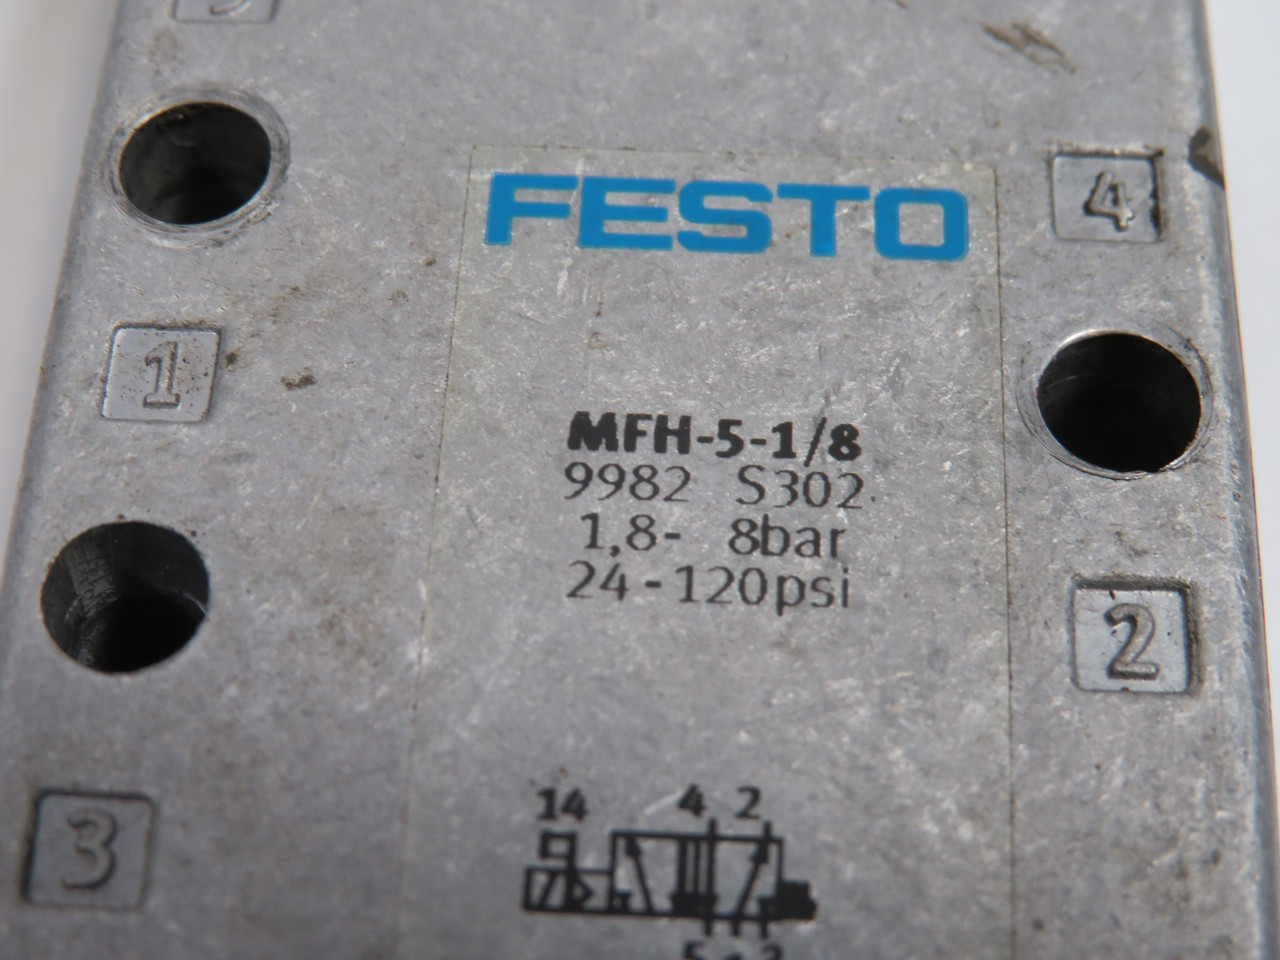 FESTO
4
1
MFH-5-1/8
9982 S302
1,8- 8bar
24-120psi
2
14 4 2
3